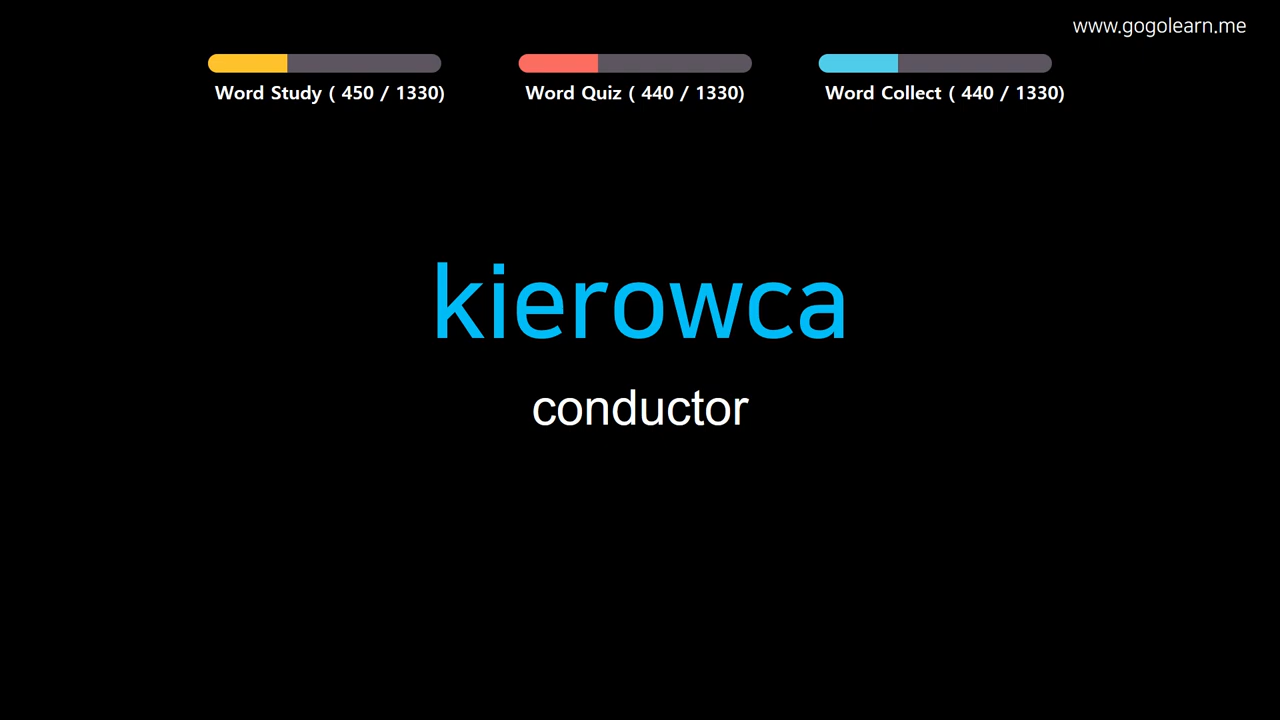 www.gogolearn.me
Word Study ( 450 / 1330)
Word Quiz ( 440 / 1330)
Word Collect ( 440 / 1330)
kierowca
conductor